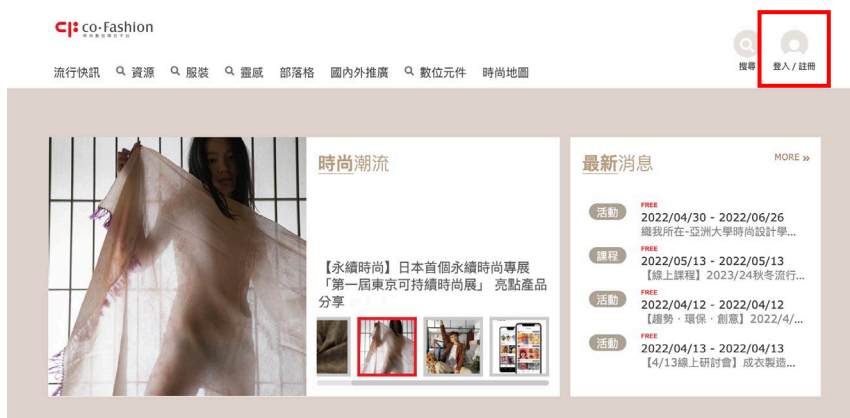 co·Fashion
時尚數位媒合平台
搜尋
登入 / 註冊
流行快訊 資源 服裝 靈感 部落格 國內外推廣 數位元件 時尚地圖
時尚潮流
【永續時尚】日本首個永續時尚專展
「第一屆東京可持續時尚展」 亮點產品
分享
最新消息
MORE »
活動
FREE
2022/04/30 - 2022/06/26
織我所在-亞洲大學時尚設計學...
課程
FREE
2022/05/13 - 2022/05/13
【線上課程】2023/24秋冬流行...
活動
FREE
2022/04/12 - 2022/04/12
【趨勢．環保．創意】2022/4/...
活動
FREE
2022/04/13 - 2022/04/13
【4/13線上研討會】成衣製造...